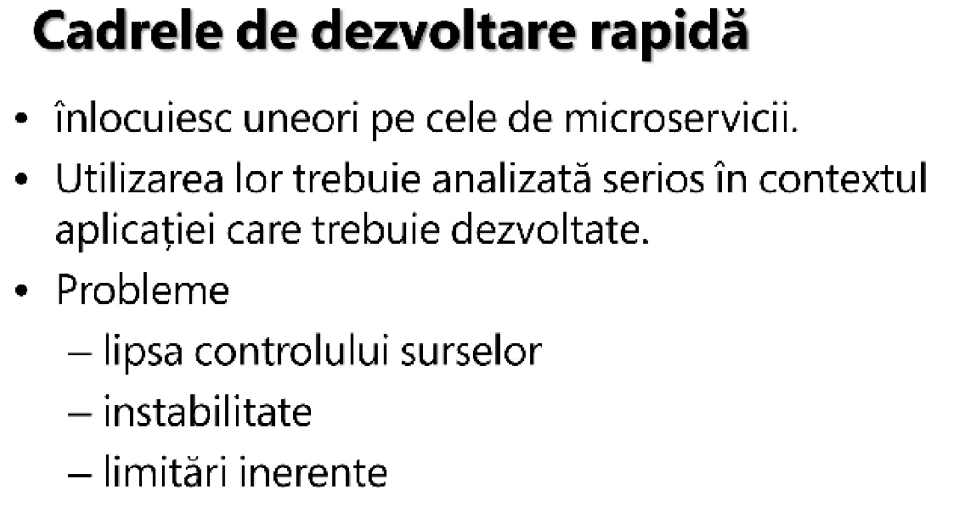 Cadrele de dezvoltare rapidă
• înlocuiesc uneori pe cele de microservicii.
• Utilizarea lor trebuie analizată serios în contextul
aplicației care trebuie dezvoltate.
• Probleme
– lipsa controlului surselor
– instabilitate
– limitări inerente